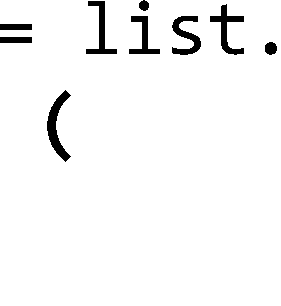 = list.
(